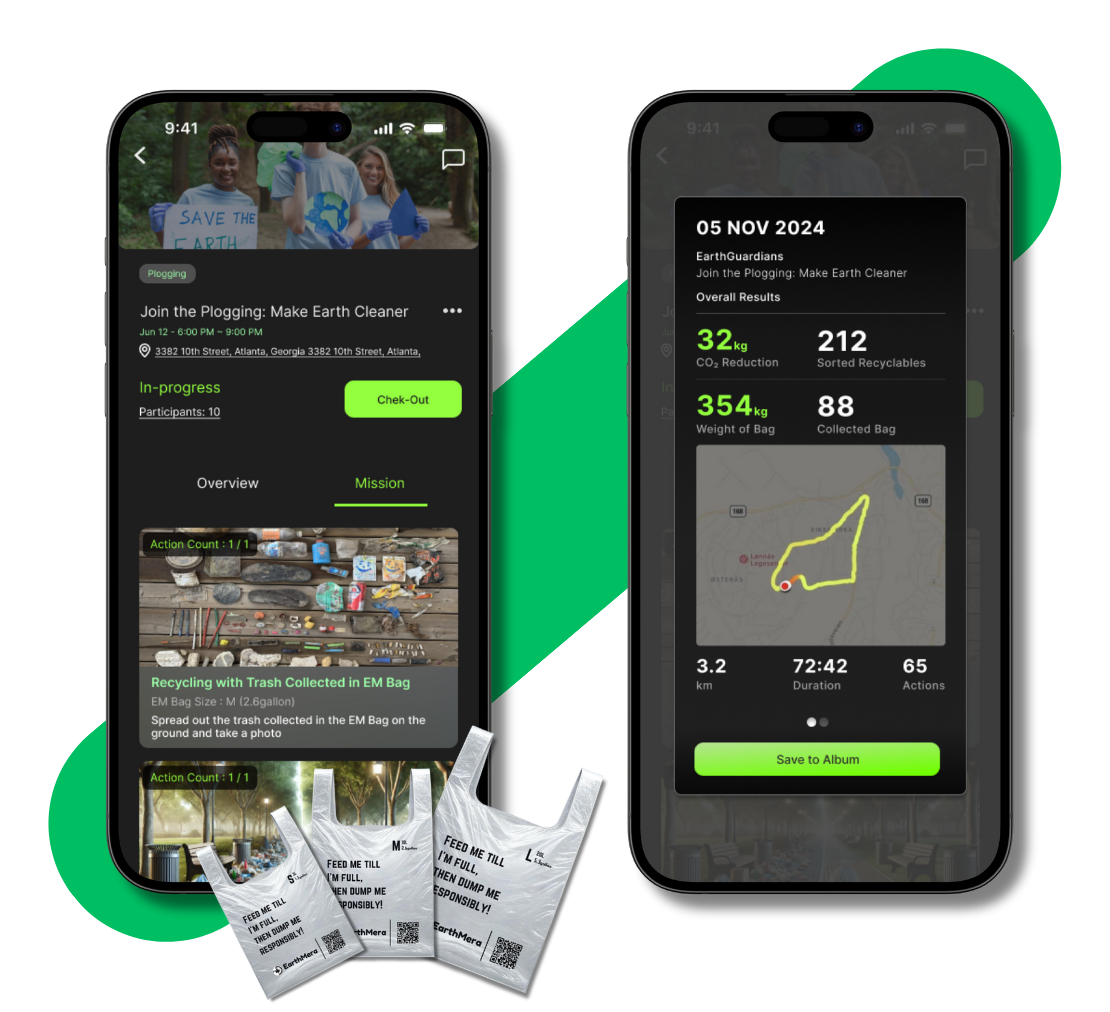 9:41
SAVE THE
EARTH
Plogging
Join the Plogging: Make Earth Cleaner
Jun 12 - 6:00 PM ~ 9:00 PM
3382 10th Street, Atlanta, Georgia 3382 10th Street, Atlanta,
In-progress
Participants: 10
Chek-Out
Overview
Mission
Action Count : 1 / 1
Recycling with Trash Collected in EM Bag
EM Bag Size : M (2.6gallon)
Spread out the trash collected in the EM Bag on the
ground and take a photo
Action Count : 1 / 1
S
FEED ME TILL
I'M FULL,
THEN DUMP ME
RESPONSIBLY!
EarthMera
M
FEED ME TILL
I'M FULL,
THEN DUMP ME
RESPONSIBLY!
EarthMera
L
FEED ME TILL
I'M FULL,
THEN DUMP ME
RESPONSIBLY!
EarthMera
9:41
05 NOV 2024
EarthGuardians
Join the Plogging: Make Earth Cleaner
Overall Results
32kg
CO₂ Reduction
212
Sorted Recyclables
354kg
Weight of Bag
88
Collected Bag
168
168
ÖSTERÅS
3.2
km
72:42
Duration
65
Actions
Save to Album